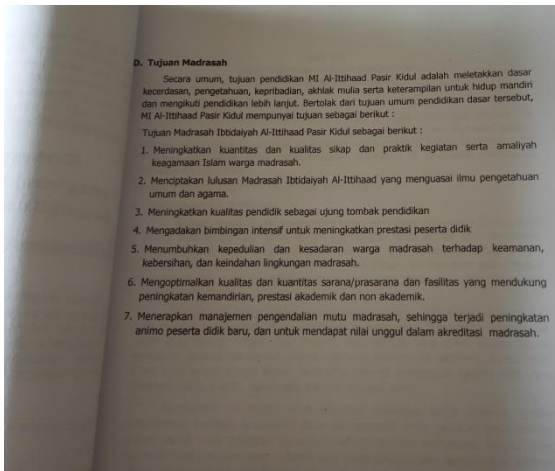 D. Tujuan Madrasah
Secara umum, tujuan pendidikan MI Al-Ittihaad Pasir Kidul adalah meletakkan dasar
kecerdasan, pengetahuan, kepribadian, akhlak mulia serta keterampilan untuk hidup mandiri
dan mengikuti pendidikan lebih lanjut. Bertolak dari tujuan umum pendidikan dasar tersebut,
MI Al-Ittihaad Pasir Kidul mempunyai tujuan sebagai berikut :
Tujuan Madrasah Ibtidaiyah Al-Ittihaad Pasir Kidul sebagai berikut :
1. Meningkatkan kuantitas dan kualitas sikap dan praktik kegiatan serta amaliyah
keagamaan Islam warga madrasah.
2. Menciptakan lulusan Madrasah Ibtidaiyah Al-Ittihaad yang menguasai ilmu pengetahuan
umum dan agama.
3. Meningkatkan kualitas pendidik sebagai ujung tombak pendidikan
4. Mengadakan bimbingan intensif untuk meningkatkan prestasi peserta didik
5. Menumbuhkan kepedulian dan kesadaran warga madrasah terhadap keamanan,
kebersihan, dan keindahan lingkungan madrasah.
6. Mengoptimalkan kualitas dan kuantitas sarana/prasarana dan fasilitas yang mendukung
peningkatan kemandirian, prestasi akademik dan non akademik.
7. Menerapkan manajemen pengendalian mutu madrasah, sehingga terjadi peningkatan
animo peserta didik baru, dan untuk mendapat nilai unggul dalam akreditasi madrasah.